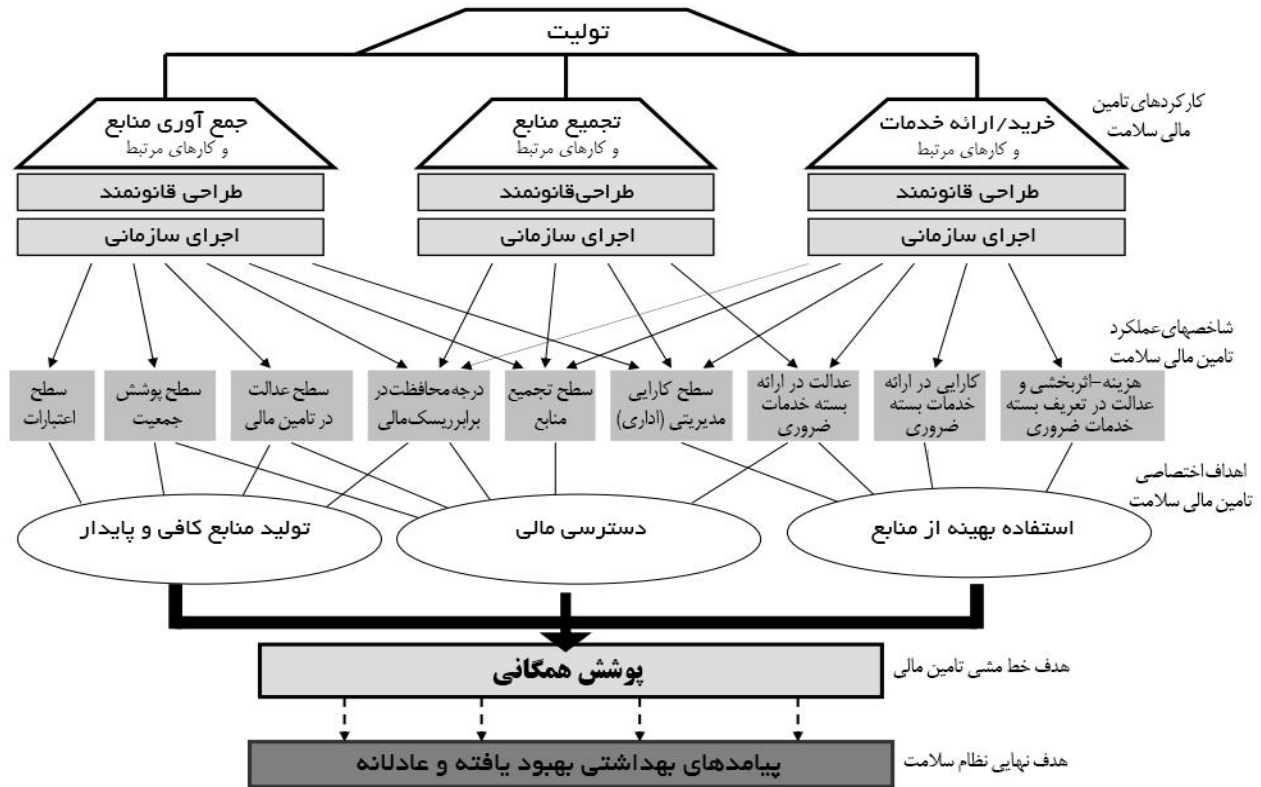 تولیت
کارکردهای تامین
مالی سلامت
خرید/ارائه خدمات
و کارهای مرتبط
تجمیع منابع
و کارهای مرتبط
جمع آوری منابع
و کارهای مرتبط
طراحی قانونمند
طراحی قانونمند
طراحی قانونمند
اجرای سازمانی
اجرای سازمانی
اجرای سازمانی
شاخصهای عملکرد
تامین مالی سلامت
هزینه-اثربخشی و
عدالت در تعریف بسته
خدمات ضروری
کارایی در ارائه
خدمات بسته
ضروری
عدالت در ارائه
بسته خدمات
ضروری
سطح کارایی
مدیریتی (اداری)
سطح تجمیع
منابع
درجه محافظت در
برابر ریسک مالی
سطح عدالت
در تامین مالی
سطح پوشش
جمعیت
سطح
اعتبارات
اهداف اختصاصی
تامین مالی سلامت
استفاده بهینه از منابع
دسترسی مالی
تولید منابع کافی و پایدار
هدف خط مشی تامین مالی
پوشش همگانی
هدف نهایی نظام سلامت
پیامدهای بهداشتی بهبود یافته و عادلانه